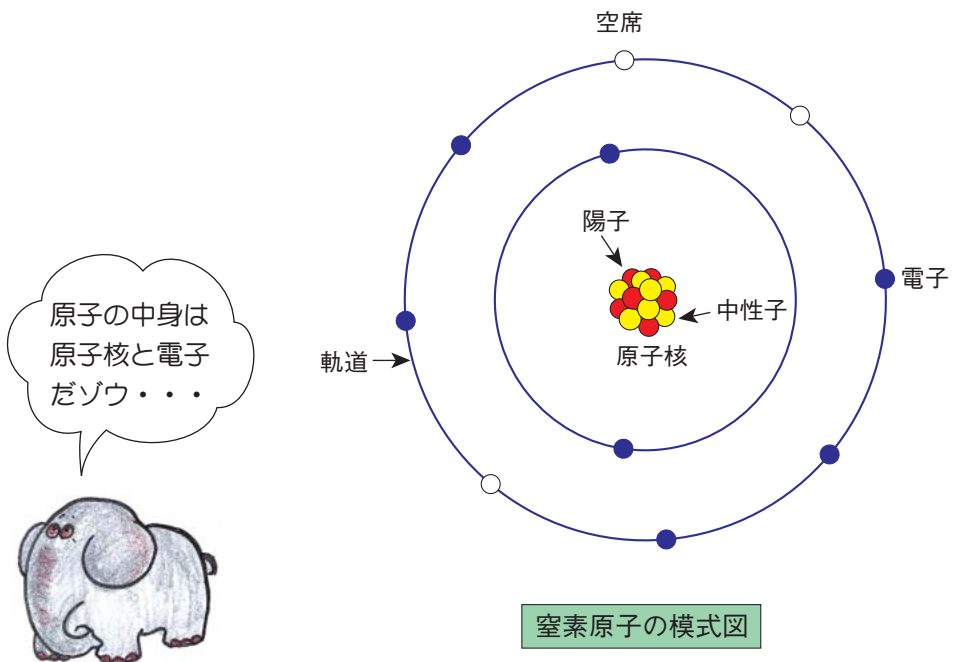 空席
陽子
電子
中性子
原子核
軌道
原子の中身は
原子核と電子
だゾウ・・・
窒素原子の模式図